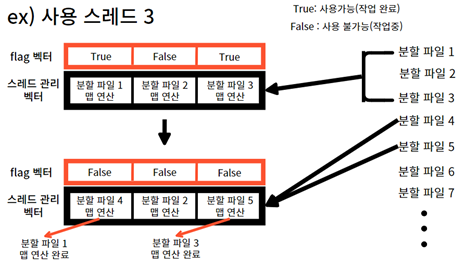 ex) 사용 스레드 3
True: 사용가능(작업 완료)
False : 사용 불가능(작업중)
flag 벡터
True
False
True
스레드 관리
벡터
분할 파일 1
맵 연산
분할 파일 2
맵 연산
분할 파일 3
맵 연산
flag 벡터
False
False
False
스레드 관리
벡터
분할 파일 4
맵 연산
분할 파일 2
맵 연산
분할 파일 5
맵 연산
분할 파일 1
맵 연산 완료
분할 파일 3
맵 연산 완료
분할 파일 1
분할 파일 2
분할 파일 3
분할 파일 4
분할 파일 5
분할 파일 6
분할 파일 7